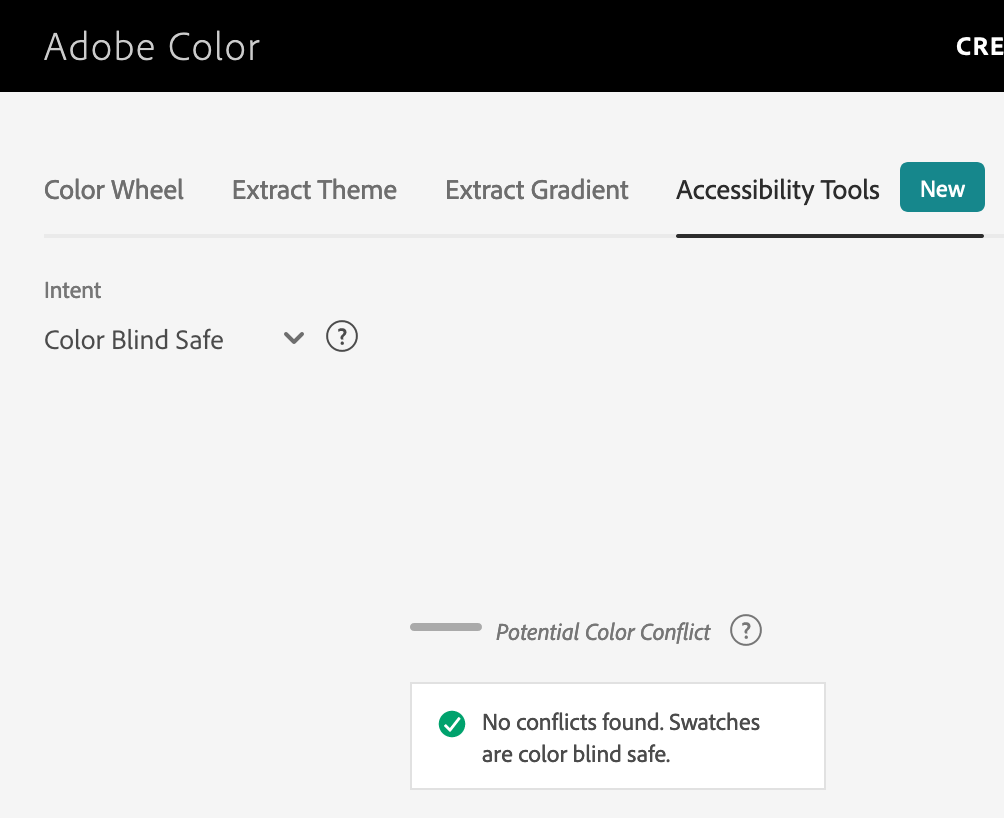 Adobe Color
CRE
Color Wheel Extract Theme Extract Gradient Accessibility Tools New
Intent
Color Blind Safe ?
Potential Color Conflict ?
No conflicts found. Swatches
are color blind safe.